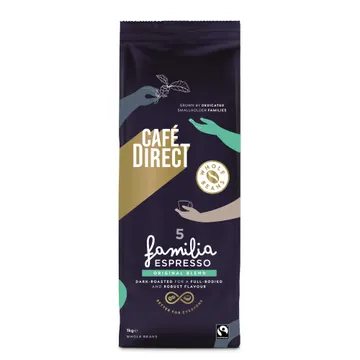 GROWN BY DEDICATED
SMALLHOLDER FAMILIES
CAFÉ
DIRECT
WHOLE
BEANS
5
familia
ESPRESSO
ORIGINAL BLEND
DARK-ROASTED FOR A FULL-BODIED
AND ROBUST FLAVOUR
BETTER FOR EVERYONE
1kg e
WHOLE BEANS
FAIRTRADE